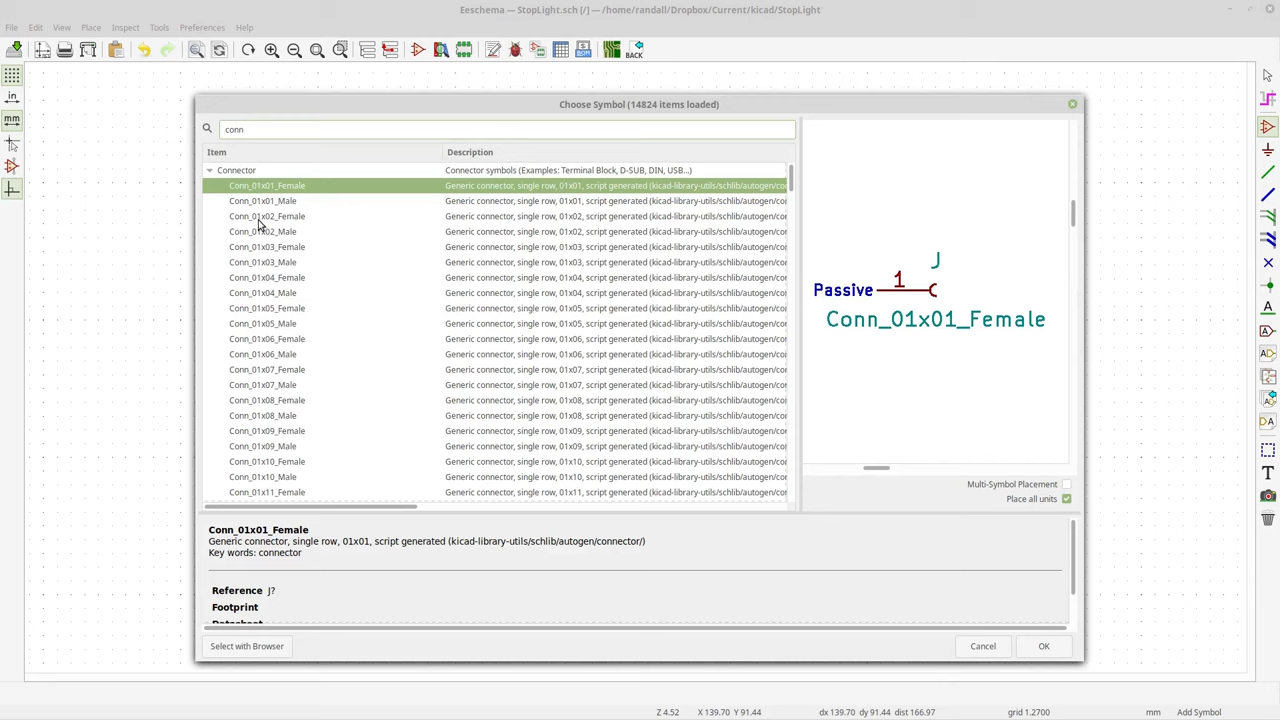 Eeschema — StopLight.sch [/] — /home/randall/Dropbox/Current/kicad/StopLight
File Edit View Place Inspect Tools Preferences Help
BACK
in
mm
Choose Symbol (14824 items loaded)
conn
Item Description
Connector Connector symbols (Examples: Terminal Block, D-SUB, DIN, USB...)
Conn_01x01_Female Generic connector, single row, 01x01, script generated (kicad-library-utils/schlib/autogen/co
Conn_01x01_Male Generic connector, single row, 01x01, script generated (kicad-library-utils/schlib/autogen/co
Conn_01x02_Female Generic connector, single row, 01x02, script generated (kicad-library-utils/schlib/autogen/co
Conn_01x02_Male Generic connector, single row, 01x02, script generated (kicad-library-utils/schlib/autogen/co
Conn_01x03_Female Generic connector, single row, 01x03, script generated (kicad-library-utils/schlib/autogen/co
Conn_01x03_Male Generic connector, single row, 01x03, script generated (kicad-library-utils/schlib/autogen/co
Conn_01x04_Female Generic connector, single row, 01x04, script generated (kicad-library-utils/schlib/autogen/co
Conn_01x04_Male Generic connector, single row, 01x04, script generated (kicad-library-utils/schlib/autogen/co
Conn_01x05_Female Generic connector, single row, 01x05, script generated (kicad-library-utils/schlib/autogen/co
Conn_01x05_Male Generic connector, single row, 01x05, script generated (kicad-library-utils/schlib/autogen/co
Conn_01x06_Female Generic connector, single row, 01x06, script generated (kicad-library-utils/schlib/autogen/co
Conn_01x06_Male Generic connector, single row, 01x06, script generated (kicad-library-utils/schlib/autogen/co
Conn_01x07_Female Generic connector, single row, 01x07, script generated (kicad-library-utils/schlib/autogen/co
Conn_01x07_Male Generic connector, single row, 01x07, script generated (kicad-library-utils/schlib/autogen/co
Conn_01x08_Female Generic connector, single row, 01x08, script generated (kicad-library-utils/schlib/autogen/co
Conn_01x08_Male Generic connector, single row, 01x08, script generated (kicad-library-utils/schlib/autogen/co
Conn_01x09_Female Generic connector, single row, 01x09, script generated (kicad-library-utils/schlib/autogen/co
Conn_01x09_Male Generic connector, single row, 01x09, script generated (kicad-library-utils/schlib/autogen/co
Conn_01x10_Female Generic connector, single row, 01x10, script generated (kicad-library-utils/schlib/autogen/co
Conn_01x10_Male Generic connector, single row, 01x10, script generated (kicad-library-utils/schlib/autogen/co
Conn_01x11_Female Generic connector, single row, 01x11, script generated (kicad-library-utils/schlib/autogen/co
J
Passive 1
Conn_01x01_Female
Multi-Symbol Placement
Place all units
Conn_01x01_Female
Generic connector, single row, 01x01, script generated (kicad-library-utils/schlib/autogen/connector/)
Key words: connector
Reference J?
Footprint
Datasheet
Select with Browser Cancel OK
Z 4.52 X 139.70 Y 91.44 dx 139.70 dy 91.44 dist 166.97 grid 1.2700 mm Add Symbol